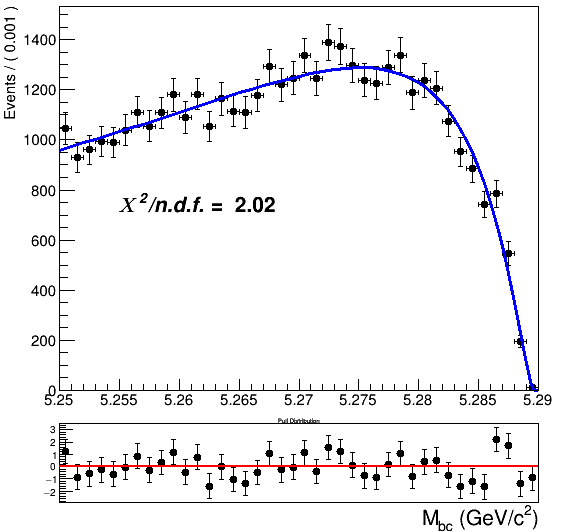 Events / ( 0.001 )
1400
1200
1000
800
600
400
200
0
5.25 5.255 5.26 5.265 5.27 5.275 5.28 5.285 5.29
χ²/n.d.f. = 2.02
Pull Distribution
3
2
1
0
−1
−2
M_bc (GeV/c²)